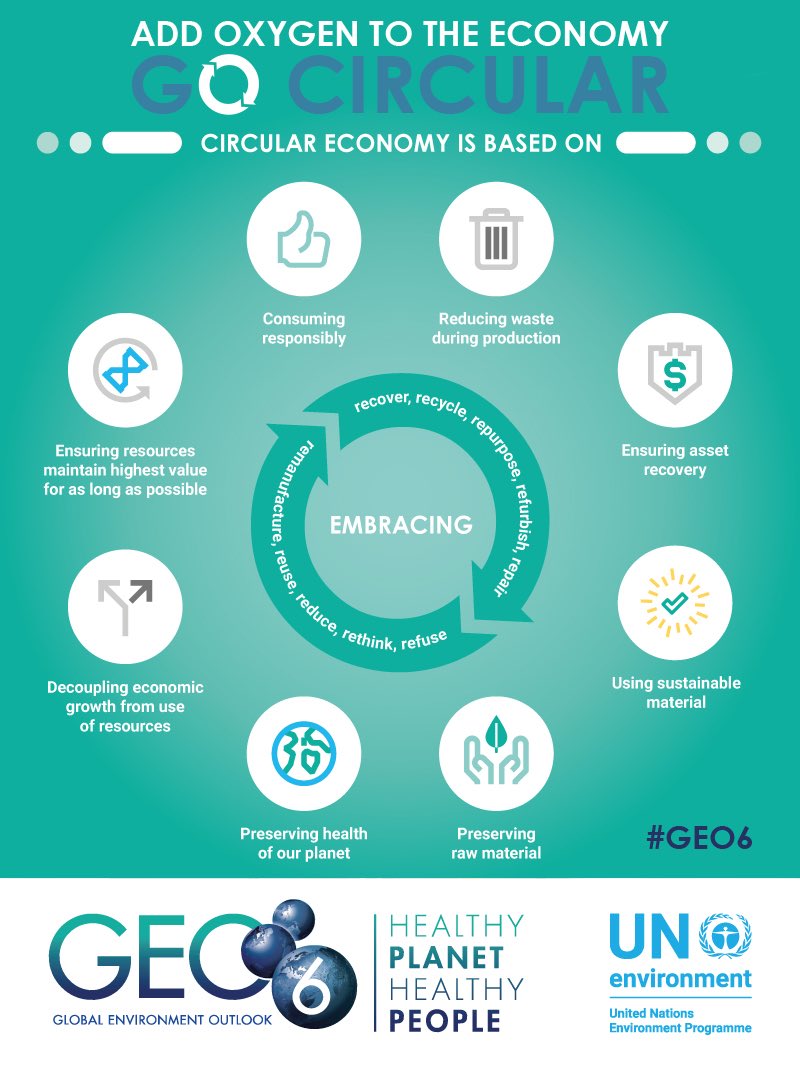 ADD OXYGEN TO THE ECONOMY
GO CIRCULAR
CIRCULAR ECONOMY IS BASED ON
Consuming
responsibly
Reducing waste
during production
Ensuring resources
maintain highest value
for as long as possible
Ensuring asset
recovery
recover, recycle, repurpose, refurbish, repair
EMBRACING
remanufacture, reuse, reduce, rethink, refuse
Decoupling economic
growth from use
of resources
Using sustainable
material
Preserving health
of our planet
Preserving
raw material
#GEO6
GEO 6
GLOBAL ENVIRONMENT OUTLOOK
HEALTHY
PLANET
HEALTHY
PEOPLE
UN
environment
United Nations
Environment Programme